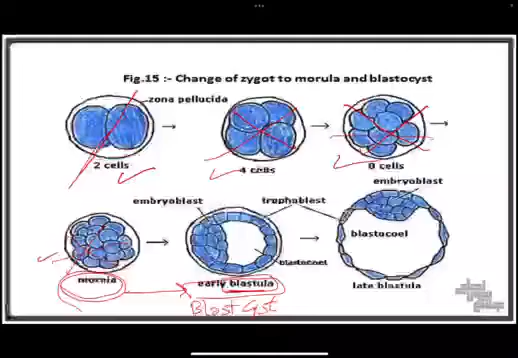 Fig.15 :- Change of zygot to morula and blastocyst
zona pellucida
2 cells
4 cells
8 cells
embryoblast
trophoblast
embryoblast
blastocoel
blastocoel
morula
early blastula
late blastula
Blast Cyst